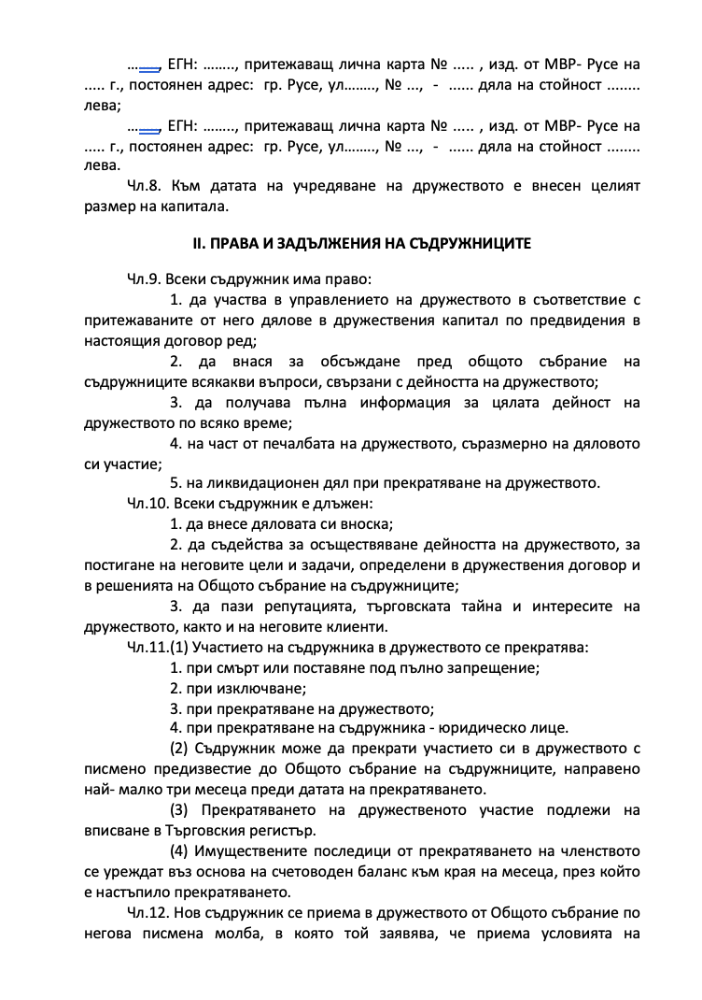 …....., ЕГН: …….., притежаващ лична карта № ..... , изд. от МВР- Русе на
..... г., постоянен адрес:  гр. Русе, ул…….., № ...,  -  ...... дяла на стойност ........
лева;
…....., ЕГН: …….., притежаващ лична карта № ..... , изд. от МВР- Русе на
..... г., постоянен адрес:  гр. Русе, ул…….., № ...,  -  ...... дяла на стойност ........
лева.
Чл.8. Към датата на учредяване на дружеството е внесен целият
размер на капитала.
II. ПРАВА И ЗАДЪЛЖЕНИЯ НА СЪДРУЖНИЦИТЕ
Чл.9. Всеки съдружник има право:
1. да участва в управлението на дружеството в съответствие с
притежаваните от него дялове в дружествения капитал по предвидения в
настоящия договор ред;
2. да внася за обсъждане пред общото събрание на
съдружниците всякакви въпроси, свързани с дейността на дружеството;
3. да получава пълна информация за цялата дейност на
дружеството по всяко време;
4. на част от печалбата на дружеството, съразмерно на дяловото
си участие;
5. на ликвидационен дял при прекратяване на дружеството.
Чл.10. Всеки съдружник е длъжен:
1. да внесе дяловата си вноска;
2. да съдейства за осъществяване дейността на дружеството, за
постигане на неговите цели и задачи, определени в дружествения договор и
в решенията на Общото събрание на съдружниците;
3. да пази репутацията, търговската тайна и интересите на
дружеството, както и на неговите клиенти.
Чл.11.(1) Участието на съдружника в дружеството се прекратява:
1. при смърт или поставяне под пълно запрещение;
2. при изключване;
3. при прекратяване на дружеството;
4. при прекратяване на съдружника - юридическо лице.
(2) Съдружник може да прекрати участието си в дружеството с
писмено предизвестие до Общото събрание на съдружниците, направено
най- малко три месеца преди датата на прекратяването.
(3) Прекратяването на дружественото участие подлежи на
вписване в Търговския регистър.
(4) Имуществените последици от прекратяването на членството
се уреждат въз основа на счетоводен баланс към края на месеца, през който
е настъпило прекратяването.
Чл.12. Нов съдружник се приема в дружеството от Общото събрание по
негова писмена молба, в която той заявява, че приема условията на